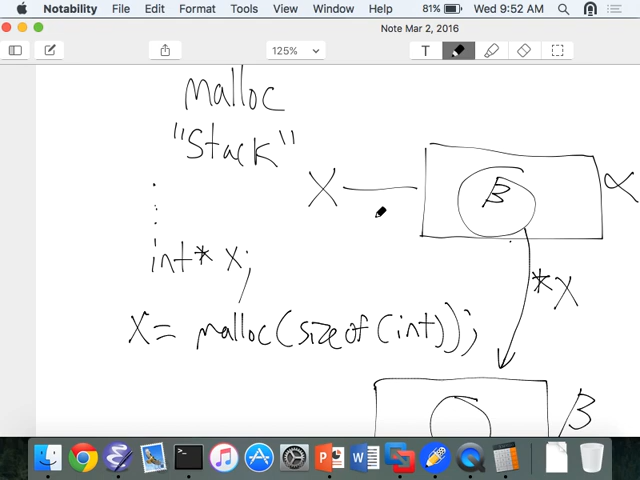 Notability File Edit Format Tools View Window Help 81% Wed 9:52 AM
Note Mar 2, 2016
125% T
malloc
"Stack"
X β α
int* x;
*X
X = malloc(sizeof(int));
β